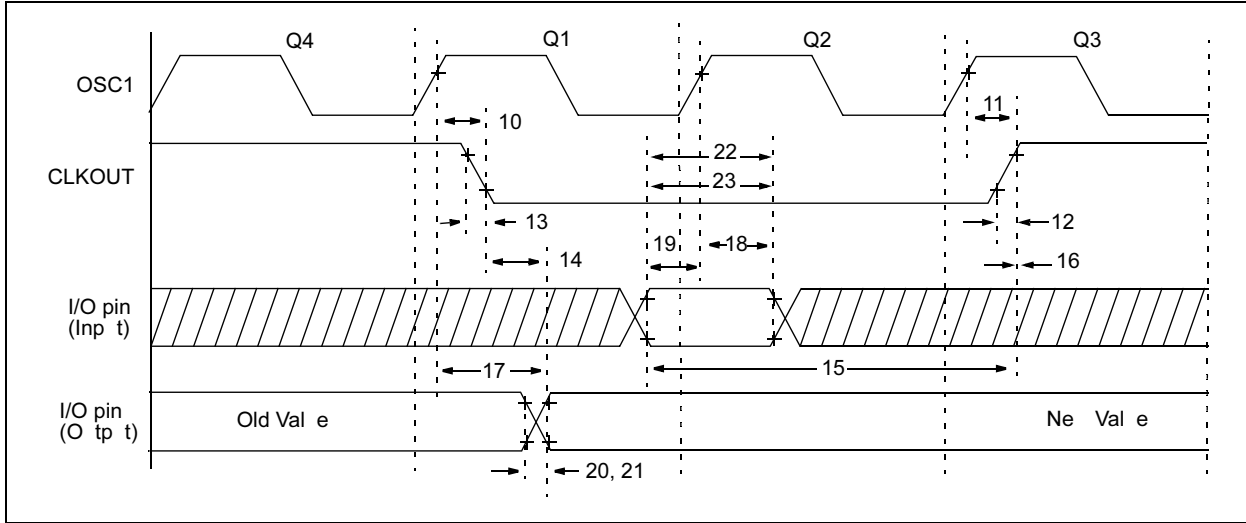 Q4 Q1 Q2 Q3
OSC1
11
10
22
CLKOUT
23
13
12
19
18
14
16
I/O pin
(Inp t)
17
15
I/O pin
(O tp t)
Old Val e
Ne Val e
20, 21